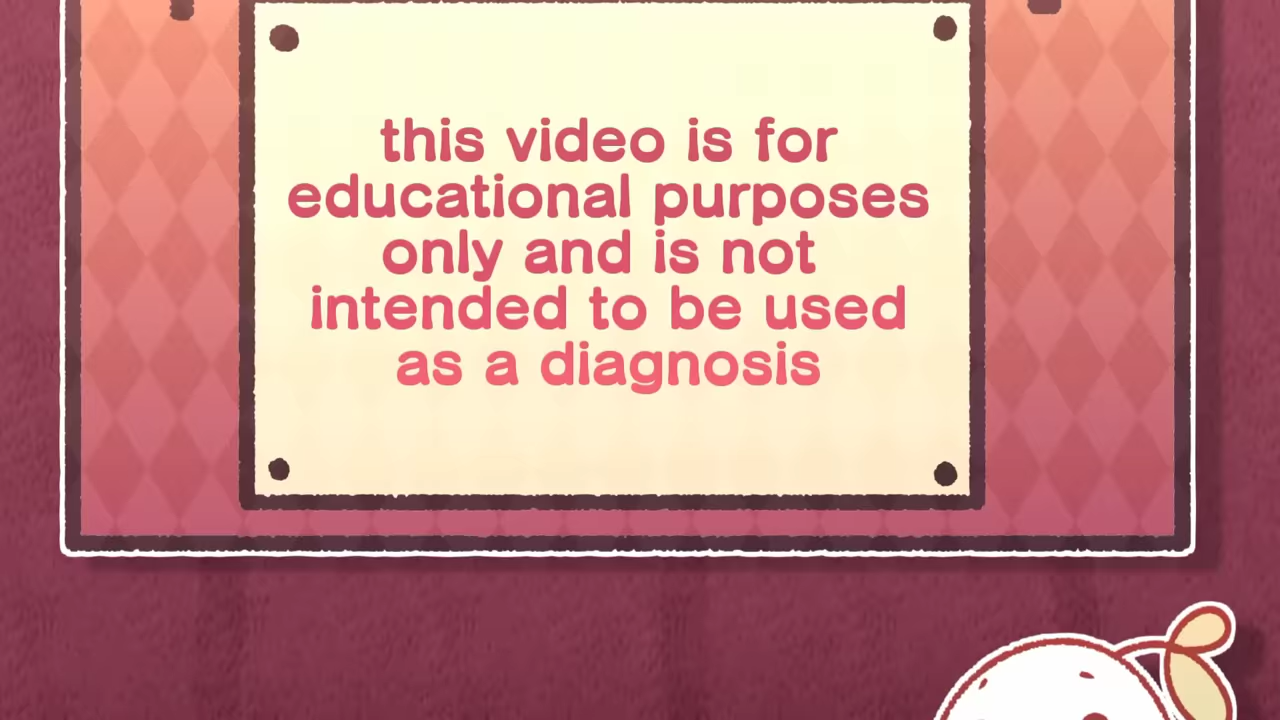 this video is for
educational purposes
only and is not
intended to be used
as a diagnosis